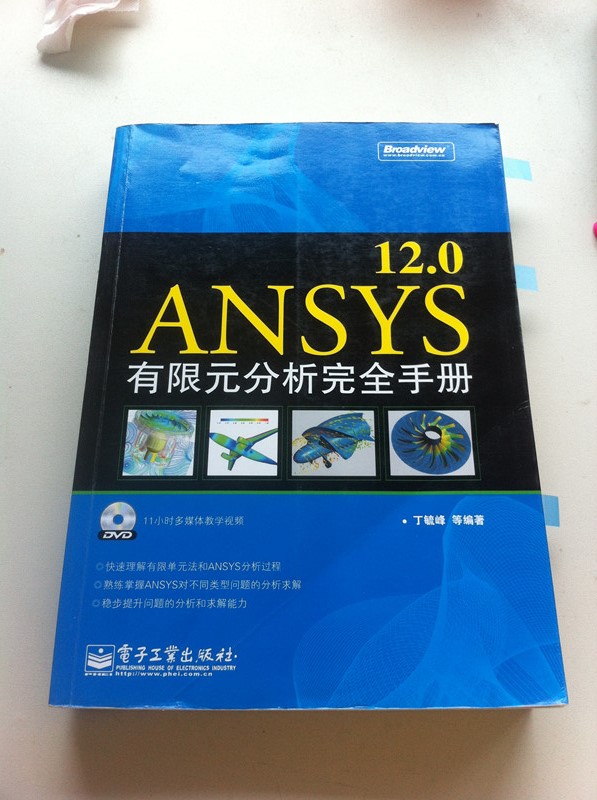 Broadview
www.broadview.com.cn
12.0
ANSYS
有限元分析完全手册
DVD
11小时多媒体教学视频
• 丁毓峰 等编著
快速理解有限单元法和ANSYS分析过程
熟练掌握ANSYS对不同类型问题的分析求解
稳步提升问题的分析和求解能力
電子工業出版社·
PUBLISHING HOUSE OF ELECTRONICS INDUSTRY
http://www.phei.com.cn